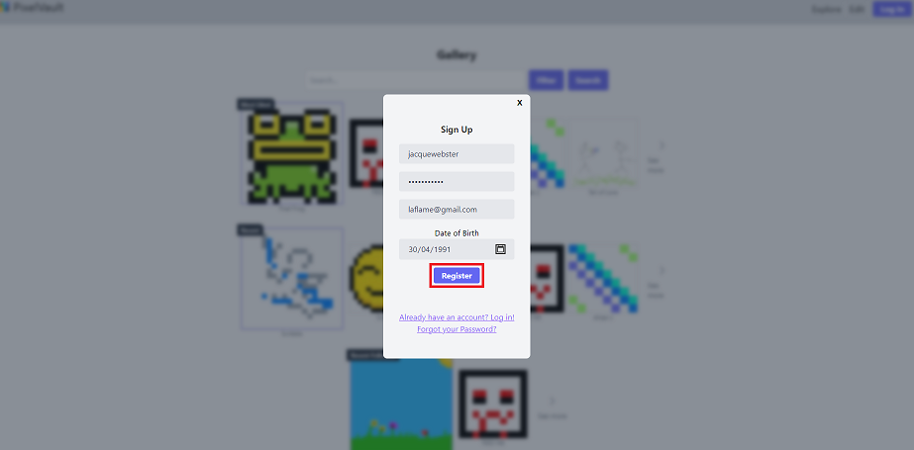 PixelVault
Explore Edit Log In
Gallery
Search...
Filter Search
X
Sign Up
jacquewebster
•••••••••••
laflame@gmail.com
Date of Birth
30/04/1991
Register
Already have an account? Log in!
Forgot your Password?